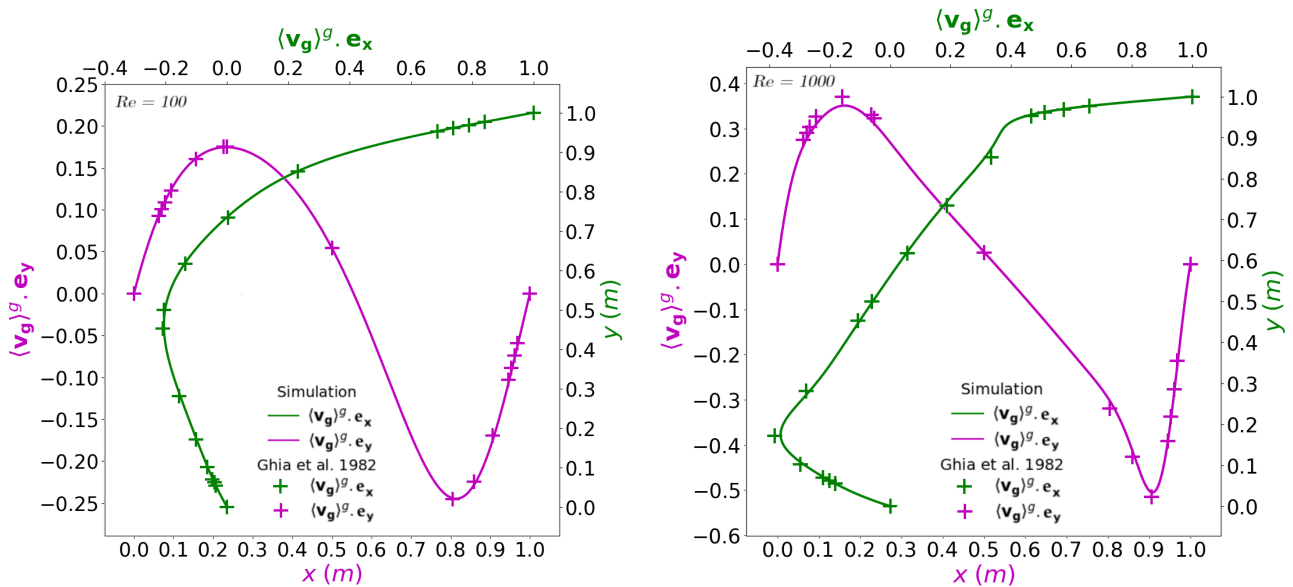 ⟨v_g⟩^g . e_x
−0.4 −0.2 0.0 0.2 0.4 0.6 0.8 1.0
Re = 100
⟨v_g⟩^g . e_y
0.25
0.20
0.15
0.10
0.05
0.00
−0.05
−0.10
−0.15
−0.20
−0.25
1.0
0.9
0.8
0.7
0.6
0.5
0.4
0.3
0.2
0.1
0.0
y (m)
Simulation
⟨v_g⟩^g . e_x
⟨v_g⟩^g . e_y
Ghia et al. 1982
⟨v_g⟩^g . e_x
⟨v_g⟩^g . e_y
0.0 0.1 0.2 0.3 0.4 0.5 0.6 0.7 0.8 0.9 1.0
x (m)
⟨v_g⟩^g . e_x
−0.4 −0.2 0.0 0.2 0.4 0.6 0.8 1.0
Re = 1000
⟨v_g⟩^g . e_y
0.4
0.3
0.2
0.1
0.0
−0.1
−0.2
−0.3
−0.4
−0.5
−0.6
1.0
0.9
0.8
0.7
0.6
0.5
0.4
0.3
0.2
0.1
0.0
y (m)
Simulation
⟨v_g⟩^g . e_x
⟨v_g⟩^g . e_y
Ghia et al. 1982
⟨v_g⟩^g . e_x
⟨v_g⟩^g . e_y
0.0 0.1 0.2 0.3 0.4 0.5 0.6 0.7 0.8 0.9 1.0
x (m)